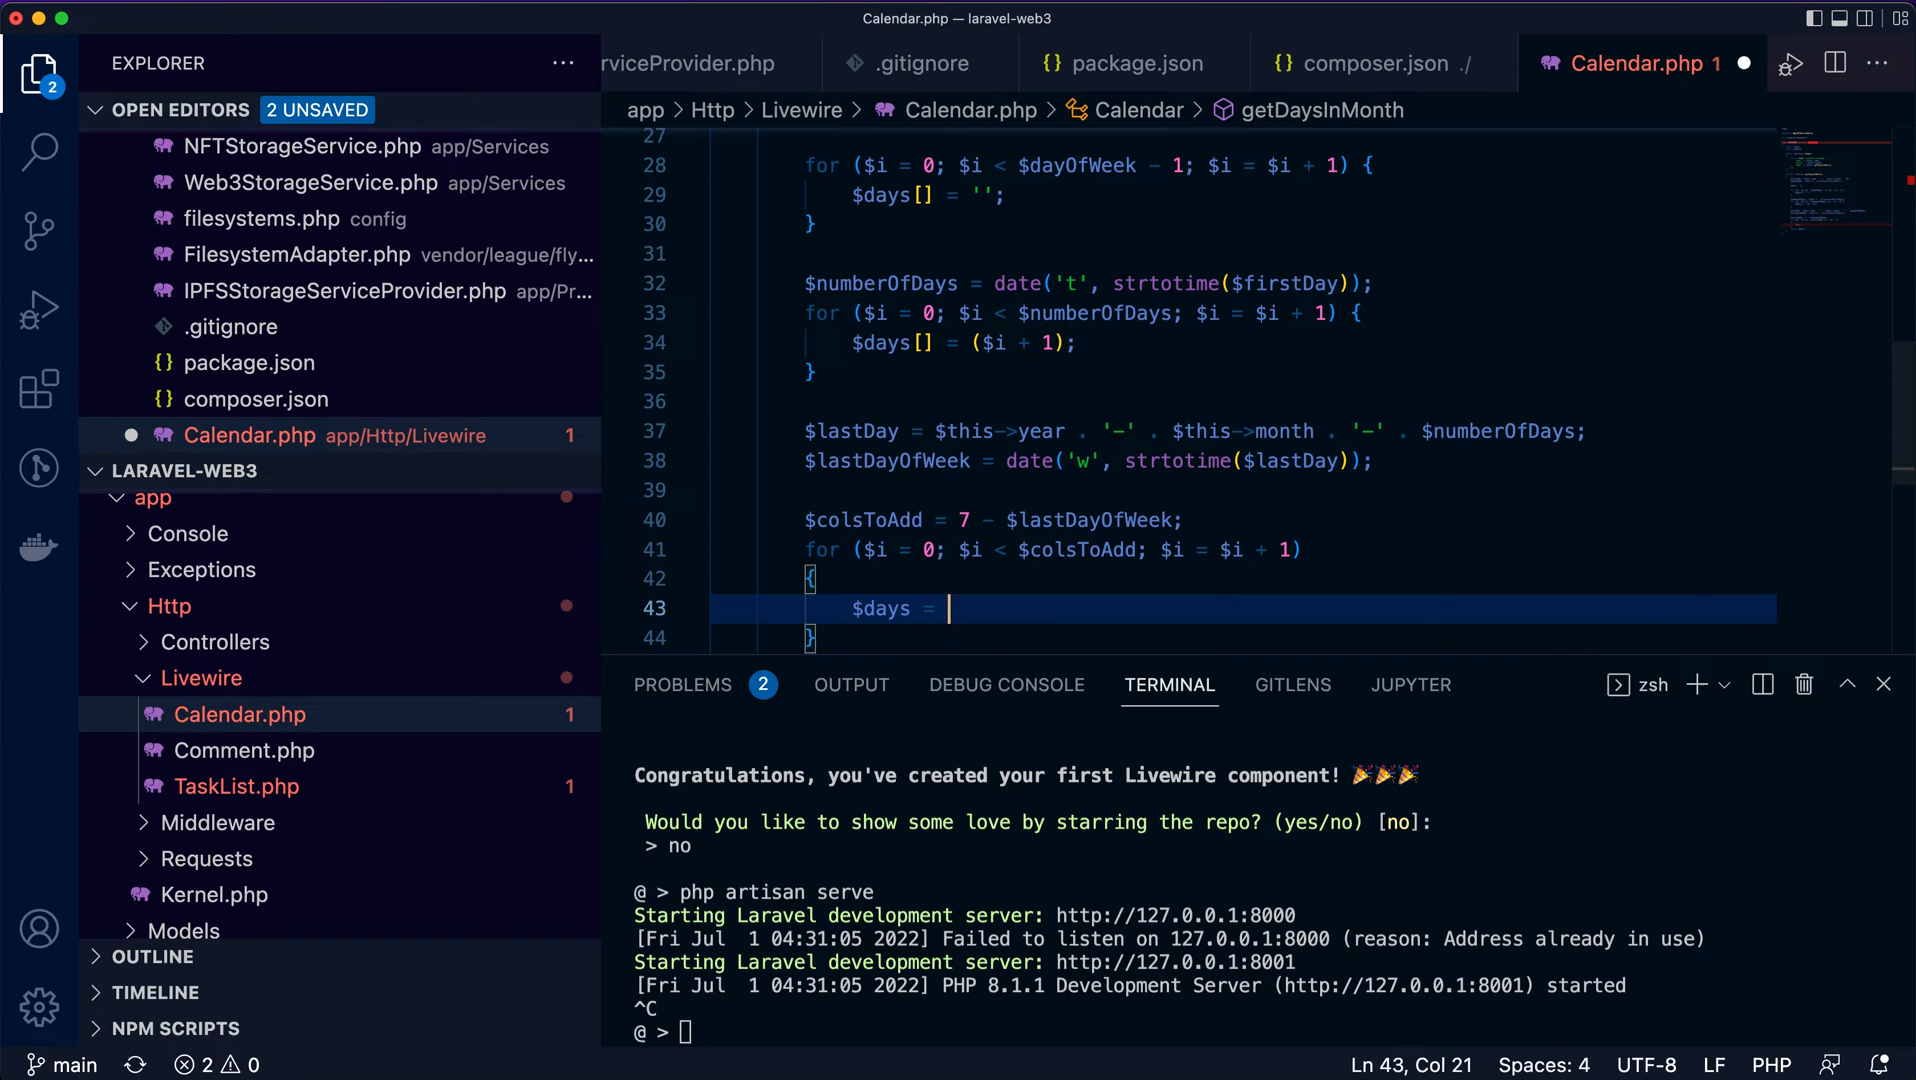 Calendar.php — laravel-web3
EXPLORER
2
OPEN EDITORS 2 UNSAVED
NFTStorageService.php app/Services
Web3StorageService.php app/Services
filesystems.php config
FilesystemAdapter.php vendor/league/fly...
IPFSStorageServiceProvider.php app/Pr...
.gitignore
package.json
composer.json
Calendar.php app/Http/Livewire 1
LARAVEL-WEB3
app
Console
Exceptions
Http
Controllers
Livewire
Calendar.php 1
Comment.php
TaskList.php 1
Middleware
Requests
Kernel.php
Models
OUTLINE
TIMELINE
NPM SCRIPTS
rviceProvider.php .gitignore {} package.json {} composer.json ./ Calendar.php 1
app > Http > Livewire > Calendar.php > Calendar > getDaysInMonth
27
28 for ($i = 0; $i < $dayOfWeek - 1; $i = $i + 1) {
29 $days[] = '';
30 }
31
32 $numberOfDays = date('t', strtotime($firstDay));
33 for ($i = 0; $i < $numberOfDays; $i = $i + 1) {
34 $days[] = ($i + 1);
35 }
36
37 $lastDay = $this->year . '-' . $this->month . '-' . $numberOfDays;
38 $lastDayOfWeek = date('w', strtotime($lastDay));
39
40 $colsToAdd = 7 - $lastDayOfWeek;
41 for ($i = 0; $i < $colsToAdd; $i = $i + 1)
42 {
43 $days =
44 }
PROBLEMS 2 OUTPUT DEBUG CONSOLE TERMINAL GITLENS JUPYTER zsh
Congratulations, you've created your first Livewire component! 🎉🎉🎉
Would you like to show some love by starring the repo? (yes/no) [no]:
> no
@ > php artisan serve
Starting Laravel development server: http://127.0.0.1:8000
[Fri Jul  1 04:31:05 2022] Failed to listen on 127.0.0.1:8000 (reason: Address already in use)
Starting Laravel development server: http://127.0.0.1:8001
[Fri Jul  1 04:31:05 2022] PHP 8.1.1 Development Server (http://127.0.0.1:8001) started
^C
@ >
main 2 0 Ln 43, Col 21 Spaces: 4 UTF-8 LF PHP